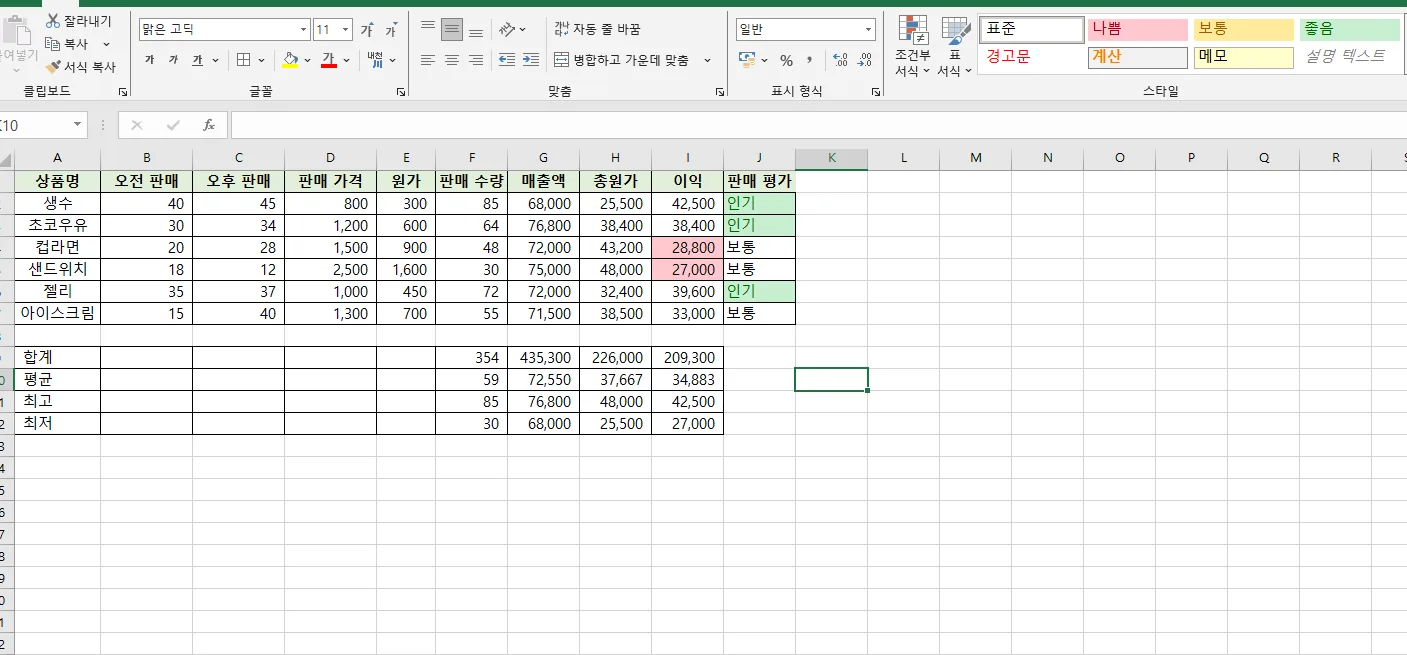 잘라내기
복사
서식 복사
클립보드
맑은 고딕 11
가 가 가 가 내천
글꼴
자동 줄 바꿈
병합하고 가운데 맞춤
맞춤
일반
% ,
표시 형식
조건부 서식
표 서식
표준 나쁨 보통 좋음
경고문 계산 메모 설명 텍스트
스타일
fx
A B C D E F G H I J K L M N O P Q R
상품명 오전 판매 오후 판매 판매 가격 원가 판매 수량 매출액 총원가 이익 판매 평가
생수 40 45 800 300 85 68,000 25,500 42,500 인기
초코우유 30 34 1,200 600 64 76,800 38,400 38,400 인기
컵라면 20 28 1,500 900 48 72,000 43,200 28,800 보통
샌드위치 18 12 2,500 1,600 30 75,000 48,000 27,000 보통
젤리 35 37 1,000 450 72 72,000 32,400 39,600 인기
아이스크림 15 40 1,300 700 55 71,500 38,500 33,000 보통
합계 354 435,300 226,000 209,300
평균 59 72,550 37,667 34,883
최고 85 76,800 48,000 42,500
최저 30 68,000 25,500 27,000